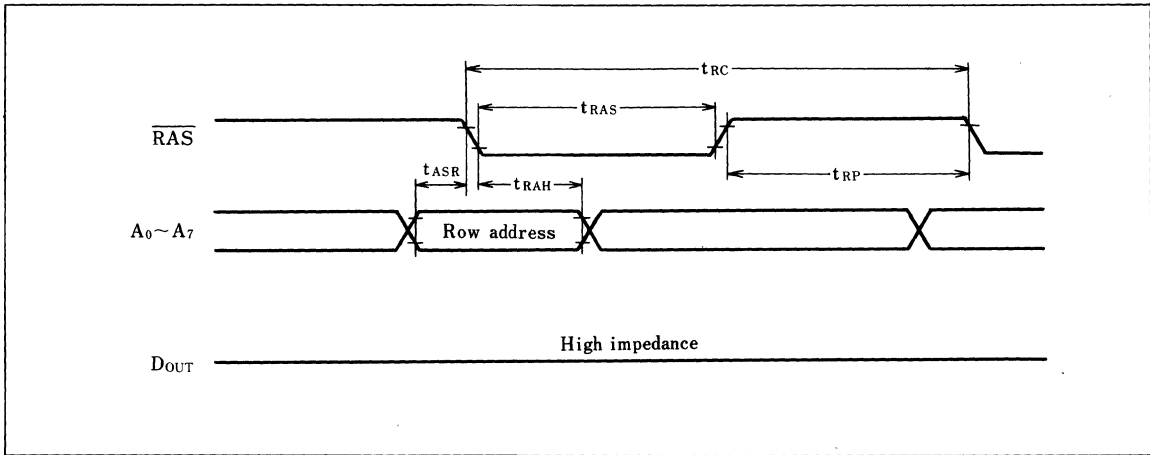 tRC
tRAS
RAS
tASR
tRAH
tRP
A0~A7
Row address
High impedance
DOUT